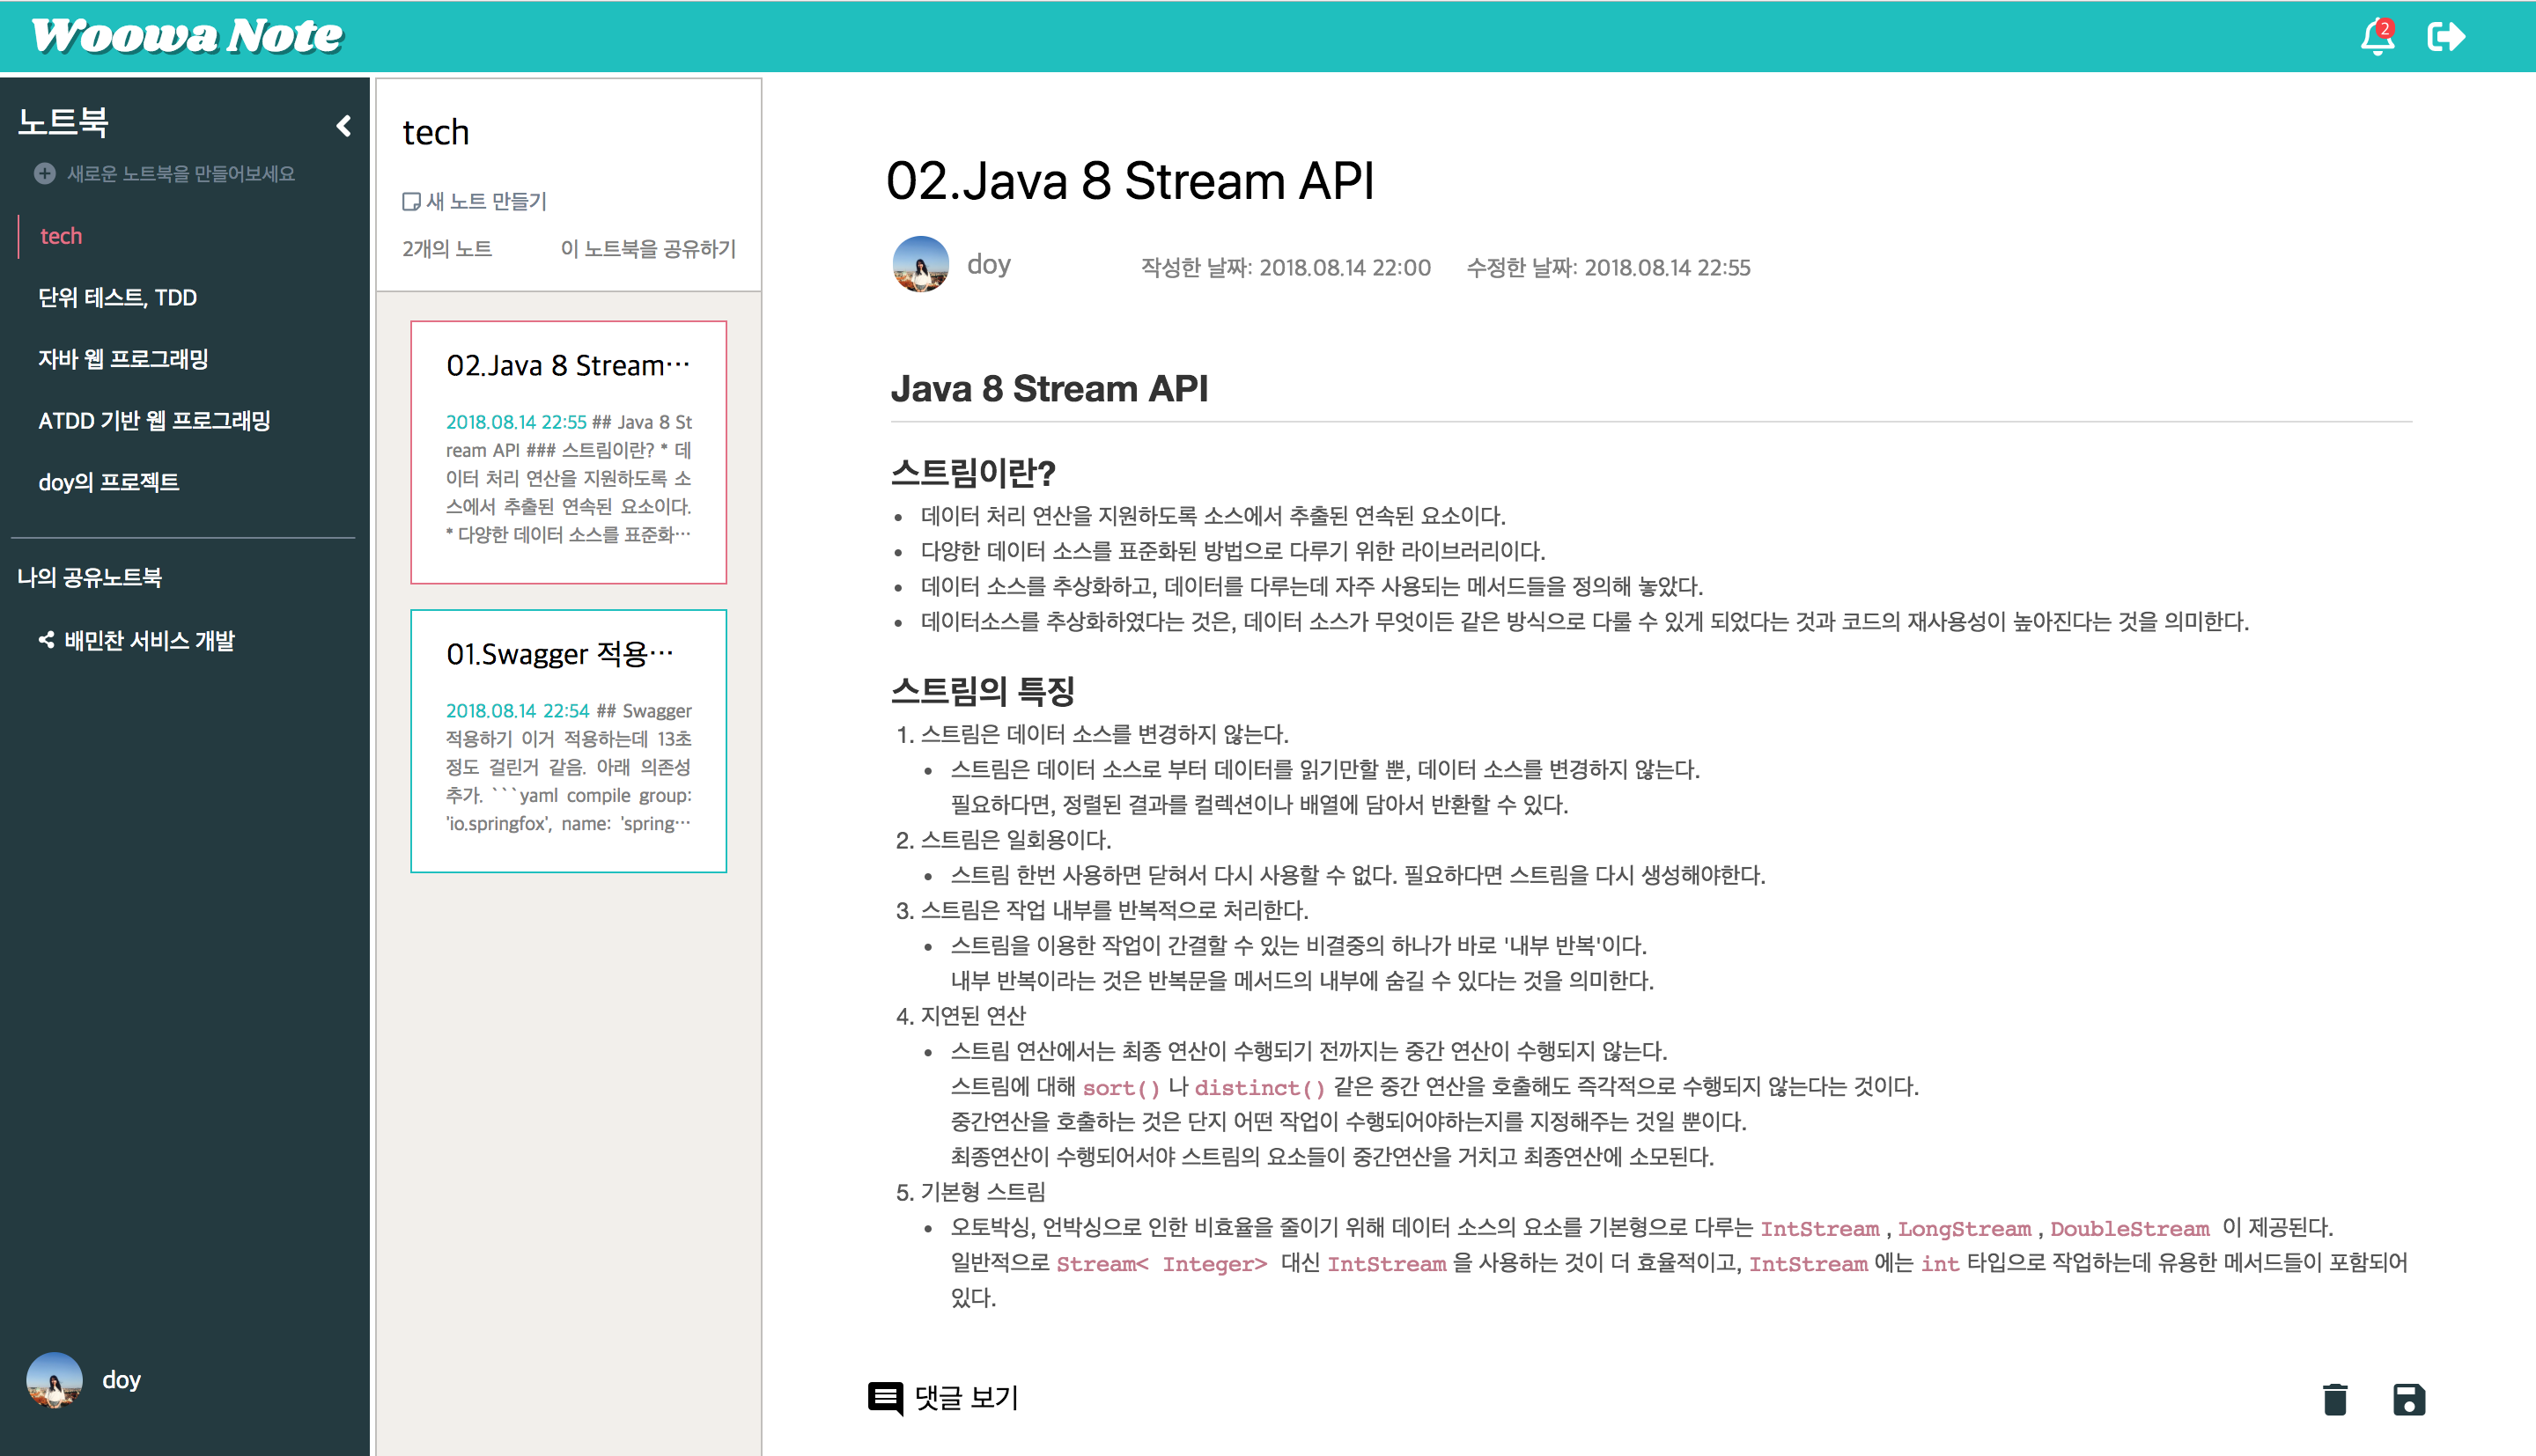 Woowa Note
2
노트북
새로운 노트북을 만들어보세요
tech
단위 테스트, TDD
자바 웹 프로그래밍
ATDD 기반 웹 프로그래밍
doy의 프로젝트
나의 공유노트북
배민찬 서비스 개발
doy
tech
새 노트 만들기
2개의 노트 이 노트북을 공유하기
02.Java 8 Stream…
2018.08.14 22:55 ## Java 8 St
ream API ### 스트림이란? * 데
이터 처리 연산을 지원하도록 소
스에서 추출된 연속된 요소이다.
* 다양한 데이터 소스를 표준화…
01.Swagger 적용…
2018.08.14 22:54 ## Swagger
적용하기 이거 적용하는데 13초
정도 걸린거 같음. 아래 의존성
추가. ```yaml compile group:
'io.springfox', name: 'spring…
02.Java 8 Stream API
doy 작성한 날짜: 2018.08.14 22:00 수정한 날짜: 2018.08.14 22:55
Java 8 Stream API
스트림이란?
• 데이터 처리 연산을 지원하도록 소스에서 추출된 연속된 요소이다.
• 다양한 데이터 소스를 표준화된 방법으로 다루기 위한 라이브러리이다.
• 데이터 소스를 추상화하고, 데이터를 다루는데 자주 사용되는 메서드들을 정의해 놓았다.
• 데이터소스를 추상화하였다는 것은, 데이터 소스가 무엇이든 같은 방식으로 다룰 수 있게 되었다는 것과 코드의 재사용성이 높아진다는 것을 의미한다.
스트림의 특징
1. 스트림은 데이터 소스를 변경하지 않는다.
• 스트림은 데이터 소스로 부터 데이터를 읽기만할 뿐, 데이터 소스를 변경하지 않는다.
필요하다면, 정렬된 결과를 컬렉션이나 배열에 담아서 반환할 수 있다.
2. 스트림은 일회용이다.
• 스트림 한번 사용하면 닫혀서 다시 사용할 수 없다. 필요하다면 스트림을 다시 생성해야한다.
3. 스트림은 작업 내부를 반복적으로 처리한다.
• 스트림을 이용한 작업이 간결할 수 있는 비결중의 하나가 바로 '내부 반복'이다.
내부 반복이라는 것은 반복문을 메서드의 내부에 숨길 수 있다는 것을 의미한다.
4. 지연된 연산
• 스트림 연산에서는 최종 연산이 수행되기 전까지는 중간 연산이 수행되지 않는다.
스트림에 대해 sort() 나 distinct() 같은 중간 연산을 호출해도 즉각적으로 수행되지 않는다는 것이다.
중간연산을 호출하는 것은 단지 어떤 작업이 수행되어야하는지를 지정해주는 것일 뿐이다.
최종연산이 수행되어서야 스트림의 요소들이 중간연산을 거치고 최종연산에 소모된다.
5. 기본형 스트림
• 오토박싱, 언박싱으로 인한 비효율을 줄이기 위해 데이터 소스의 요소를 기본형으로 다루는 IntStream , LongStream , DoubleStream 이 제공된다.
일반적으로 Stream< Integer> 대신 IntStream 을 사용하는 것이 더 효율적이고, IntStream 에는 int 타입으로 작업하는데 유용한 메서드들이 포함되어
있다.
댓글 보기